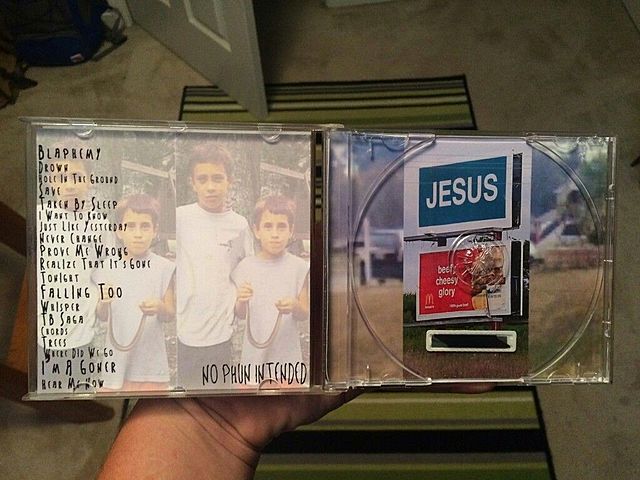 BLAPHEMY
DROWN
HOLE IN THE GROUND
SAVE
TAKEN BY SLEEP
I WANT TO KNOW
JUST LIKE YESTERDAY
NEVER CHANGE
PROVE ME WRONG
REALIZE THAT IT'S GONE
TONIGHT
FALLING TOO
WHISPER
TB SAGA
CHORDS
TREES
WHERE DID WE GO
I'M A GONER
HEAR ME NOW
NO PHUN INTENDED
JESUS
beefy
cheesy
glory